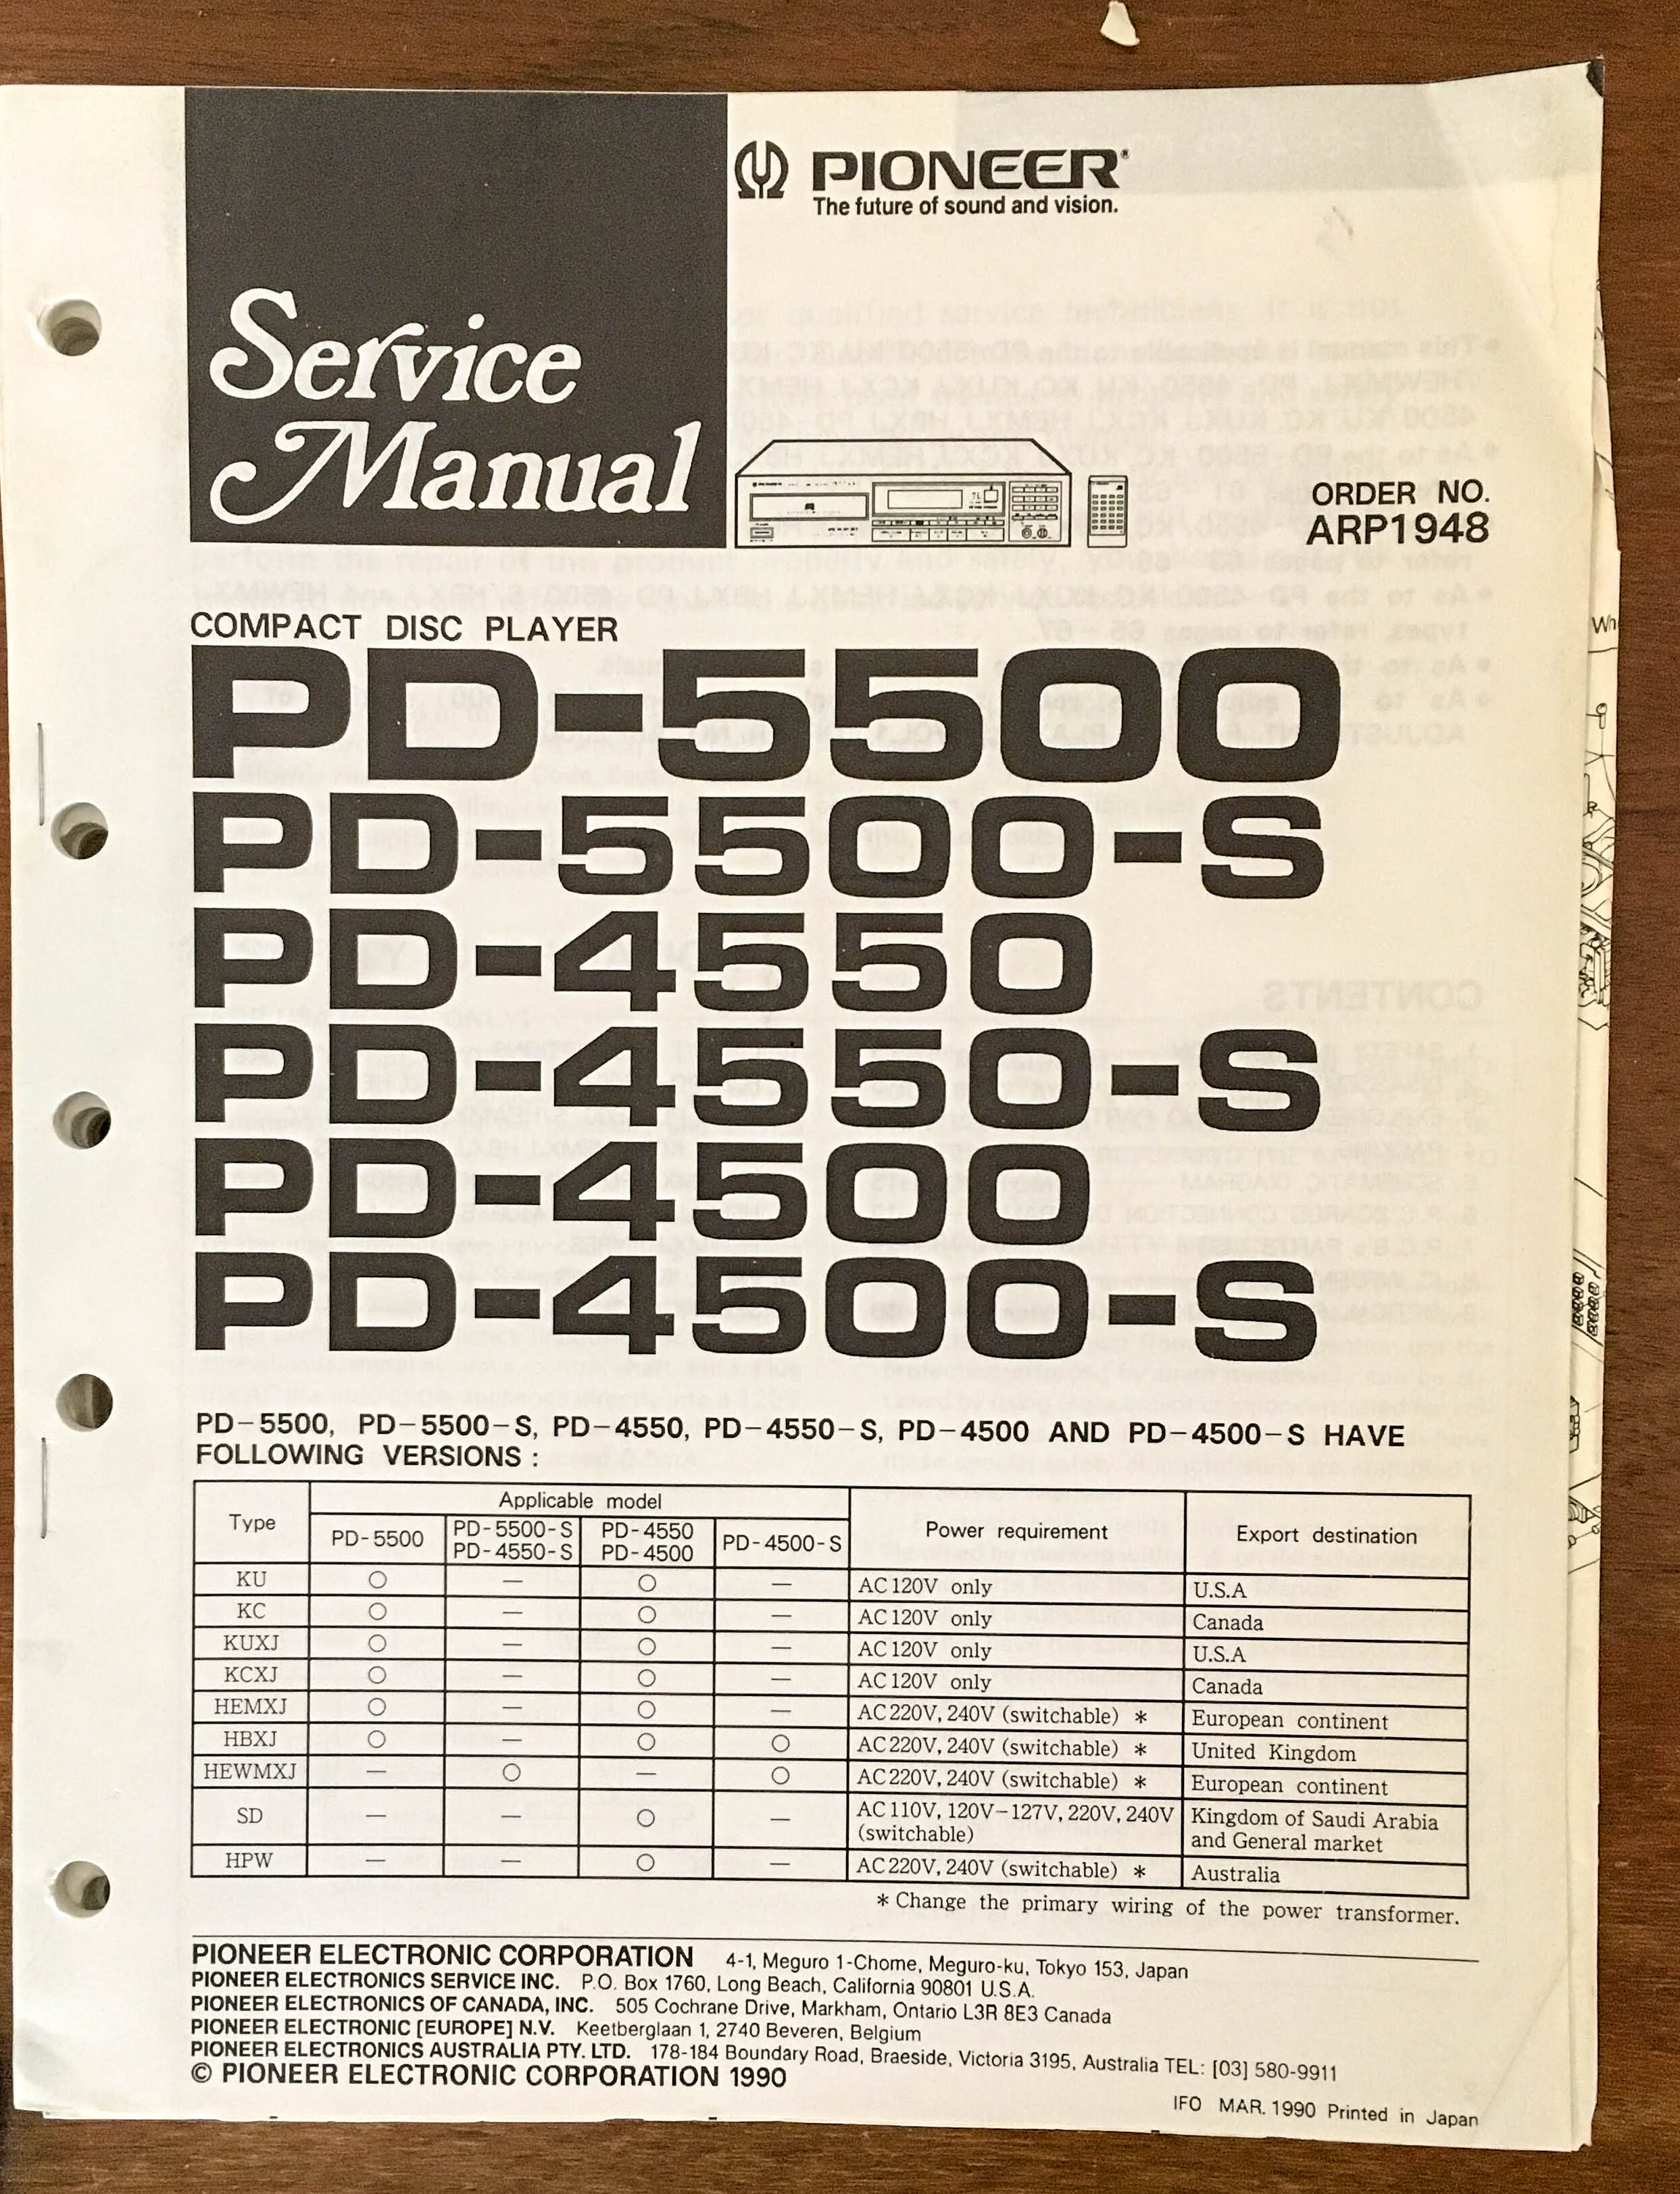 PIONEER®
The future of sound and vision.
Service
Manual
ORDER NO.
ARP1948
COMPACT DISC PLAYER
PD-5500
PD-5500-S
PD-4550
PD-4550-S
PD-4500
PD-4500-S
PD-5500, PD-5500-S, PD-4550, PD-4550-S, PD-4500 AND PD-4500-S HAVE
FOLLOWING VERSIONS :
Type | Applicable model | Power requirement | Export destination
PD-5500 | PD-5500-S PD-4550-S | PD-4550 PD-4500 | PD-4500-S
KU ○ — ○ — AC 120V only U.S.A
KC ○ — ○ — AC 120V only Canada
KUXJ ○ — ○ — AC 120V only U.S.A
KCXJ ○ — ○ — AC 120V only Canada
HEMXJ ○ — ○ — AC 220V, 240V (switchable) * European continent
HBXJ ○ — ○ ○ AC 220V, 240V (switchable) * United Kingdom
HEWMXJ — ○ — ○ AC 220V, 240V (switchable) * European continent
SD — — ○ — AC 110V, 120V-127V, 220V, 240V (switchable) Kingdom of Saudi Arabia and General market
HPW — — ○ — AC 220V, 240V (switchable) * Australia
* Change the primary wiring of the power transformer.
PIONEER ELECTRONIC CORPORATION 4-1, Meguro 1-Chome, Meguro-ku, Tokyo 153, Japan
PIONEER ELECTRONICS SERVICE INC. P.O. Box 1760, Long Beach, California 90801 U.S.A.
PIONEER ELECTRONICS OF CANADA, INC. 505 Cochrane Drive, Markham, Ontario L3R 8E3 Canada
PIONEER ELECTRONIC [EUROPE] N.V. Keetberglaan 1, 2740 Beveren, Belgium
PIONEER ELECTRONICS AUSTRALIA PTY. LTD. 178-184 Boundary Road, Braeside, Victoria 3195, Australia TEL: [03] 580-9911
© PIONEER ELECTRONIC CORPORATION 1990
IFO MAR. 1990 Printed in Japan